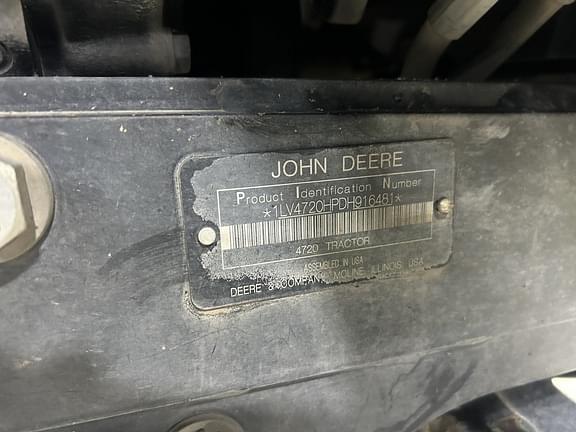 JOHN DEERE
Product Identification Number
*1LV4720HPDH916481*
4720 TRACTOR
ASSEMBLED IN USA
DEERE & COMPANY MOLINE, ILLINOIS, USA